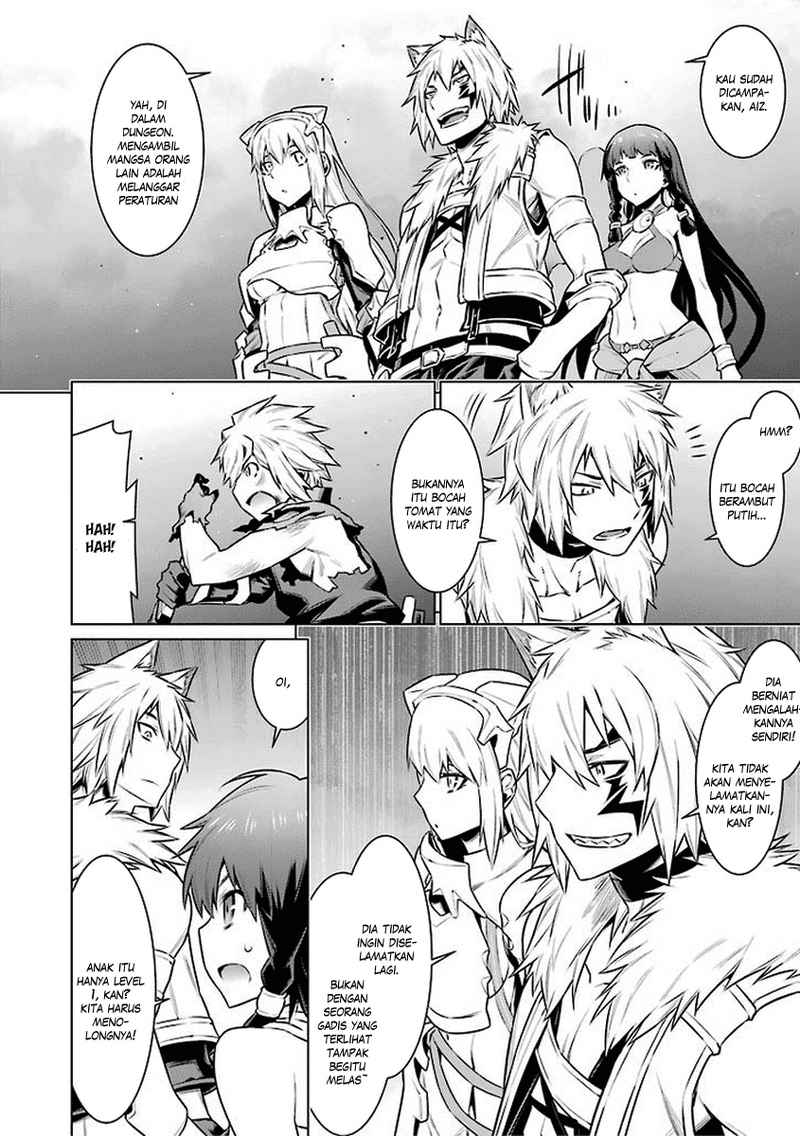 KAU SUDAH
DICAMPA-
KAN, AIZ.
YAH, DI
DALAM
DUNGEON.
MENGAMBIL
MANGSA ORANG
LAIN ADALAH
MELANGGAR
PERATURAN
HMM?
ITU BOCAH
BERAMBUT
PUTIH...
BUKANNYA
ITU BOCAH
TOMAT YANG
WAKTU ITU?
HAH!
HAH!
DIA
BERNIAT
MENGALAH-
KANNYA
SENDIRI!
KITA TIDAK
AKAN MENYE-
LAMATKAN-
NYA KALI INI,
KAN?
DIA TIDAK
INGIN DISE-
LAMATKAN
LAGI.
BUKAN
DENGAN
SEORANG
GADIS YANG
TERLIHAT
TAMPAK
BEGITU
MELAS~
OI,
ANAK ITU
HANYA LEVEL
1, KAN?
KITA HARUS
MENO-
LONGNYA!